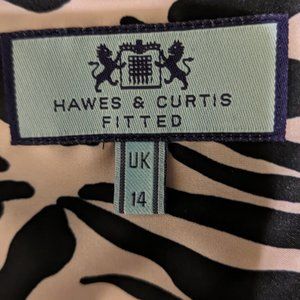 HAWES & CURTIS
FITTED
UK
14